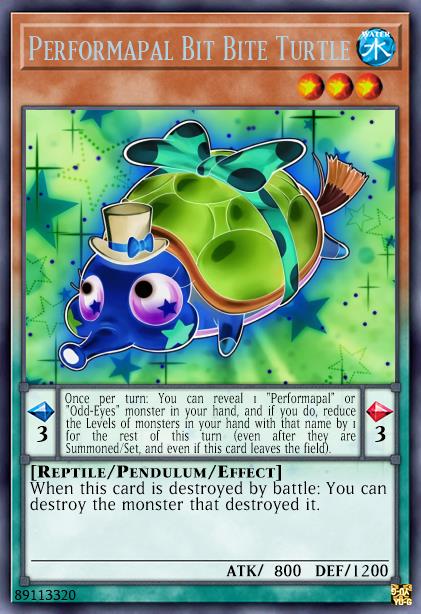 Performapal Bit Bite Turtle
WATER
水
Once per turn: You can reveal 1 "Performapal" or
"Odd-Eyes" monster in your hand, and if you do, reduce
the Levels of monsters in your hand with that name by 1
for the rest of this turn (even after they are
Summoned/Set, and even if this card leaves the field).
3
3
[Reptile/Pendulum/Effect]
When this card is destroyed by battle: You can
destroy the monster that destroyed it.
ATK/ 800 DEF/1200
89113320